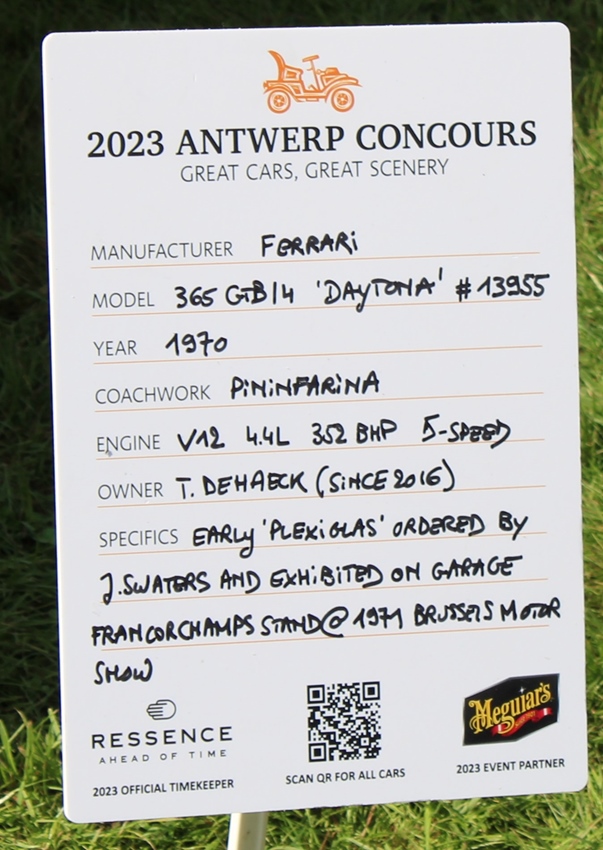 2023 ANTWERP CONCOURS
GREAT CARS, GREAT SCENERY
MANUFACTURER FERRARi
MODEL 365 GTB/4 'DAYTONA' #13955
YEAR 1970
COACHWORK PiNiNFARiNA
ENGINE V12 4.4L 352 BHP 5-SPEED
OWNER T. DEHAECK (SiNCE 2016)
SPECIFICS EARLY 'PLEXiGLAS' ORDERED BY
J. SWATERS AND EXHiBiTED ON GARAGE
FRANCORCHAMPS STAND @ 1971 BRUSSELS MOTOR
SHOW
RESSENCE
AHEAD OF TIME
2023 OFFICIAL TIMEKEEPER
SCAN QR FOR ALL CARS
Meguiar's
2023 EVENT PARTNER